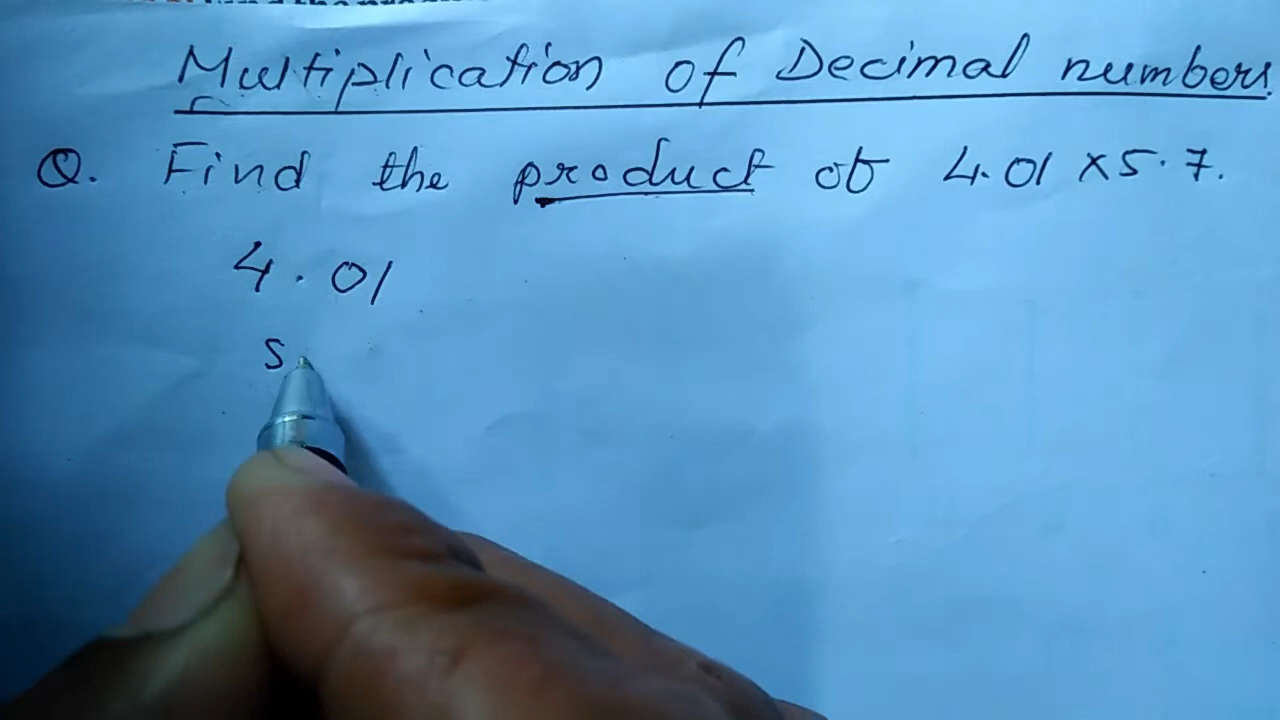 Multiplication of Decimal numbers.
Q. Find the product of 4.01 x 5.7.
4.01
5